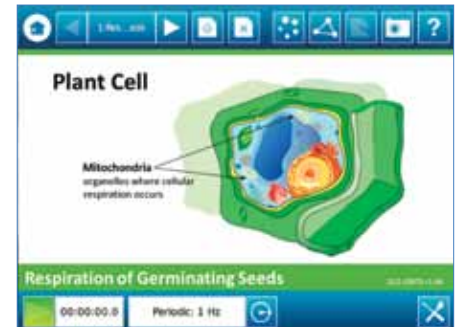 ?
Plant Cell
Mitochondria
organelles where cellular
respiration occurs
Respiration of Germinating Seeds
00:00:00.0
Periodic: 1 Hz